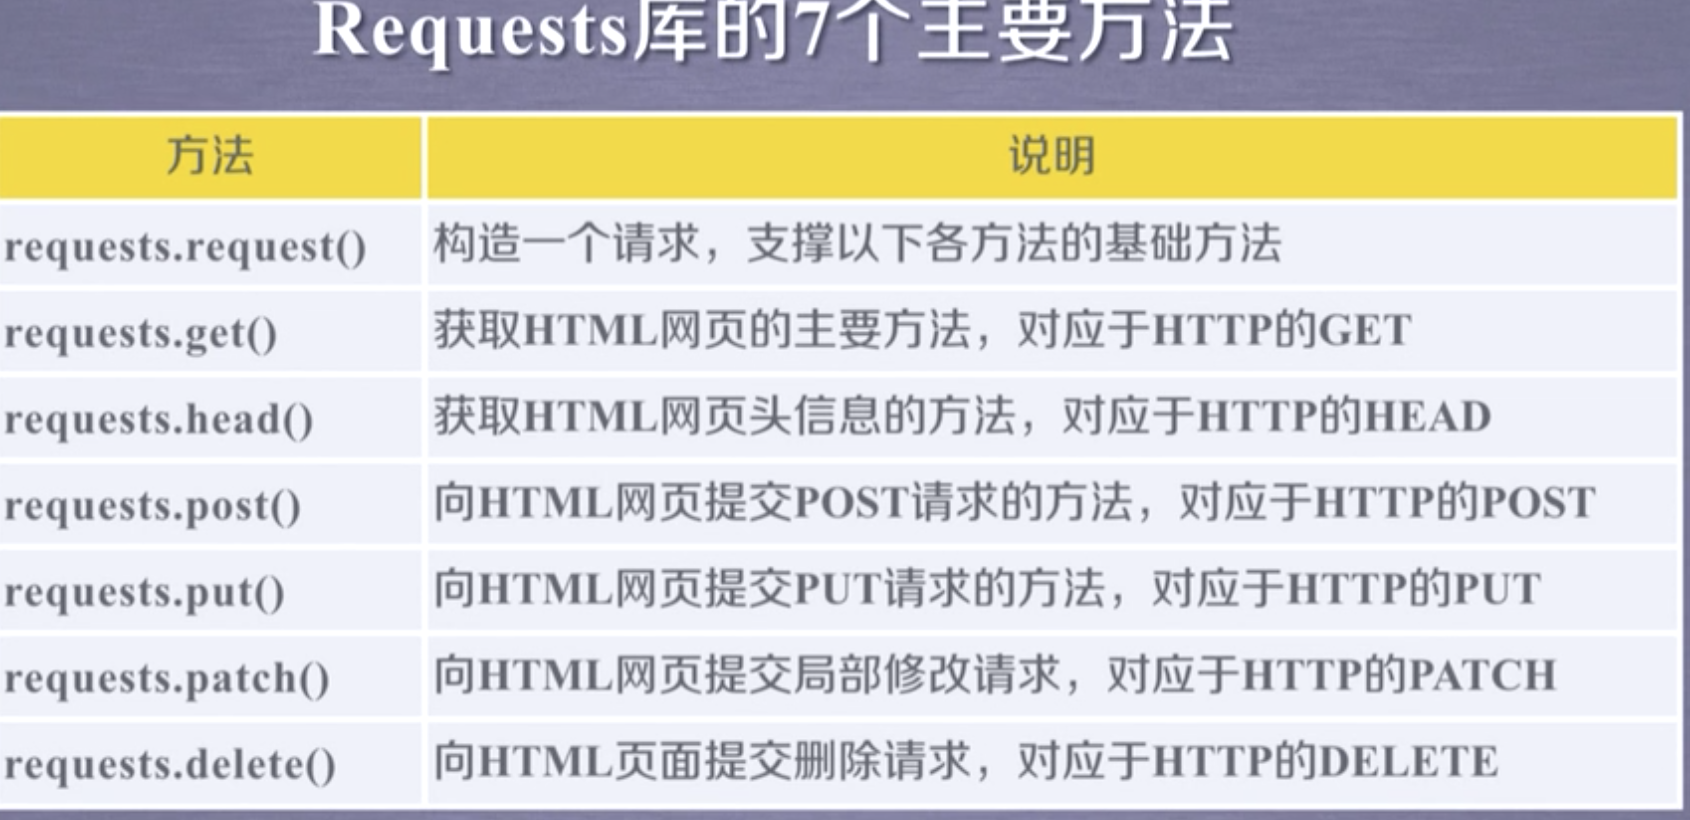 Requests库的7个主要方法
方法 说明
requests.request() 构造一个请求，支撑以下各方法的基础方法
requests.get() 获取HTML网页的主要方法，对应于HTTP的GET
requests.head() 获取HTML网页头信息的方法，对应于HTTP的HEAD
requests.post() 向HTML网页提交POST请求的方法，对应于HTTP的POST
requests.put() 向HTML网页提交PUT请求的方法，对应于HTTP的PUT
requests.patch() 向HTML网页提交局部修改请求，对应于HTTP的PATCH
requests.delete() 向HTML页面提交删除请求，对应于HTTP的DELETE